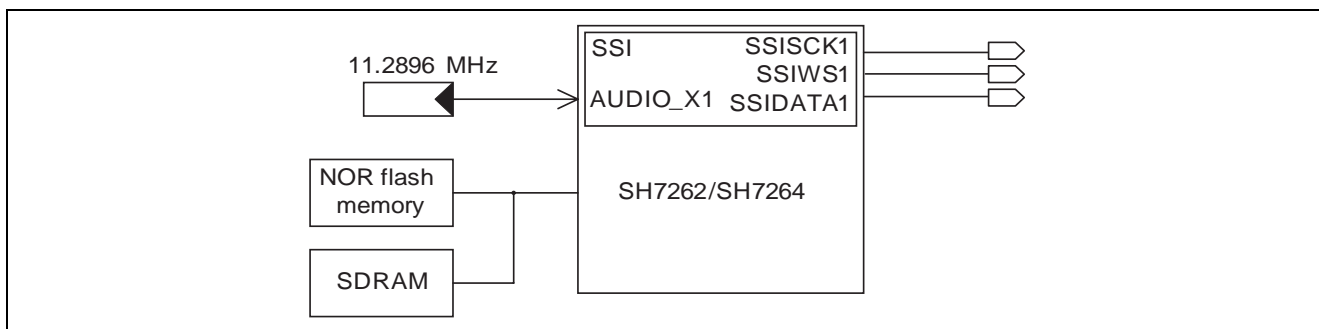 SSI
SSISCK1
11.2896 MHz
SSIWS1
AUDIO_X1
SSIDATA1
NOR flash
memory
SH7262/SH7264
SDRAM